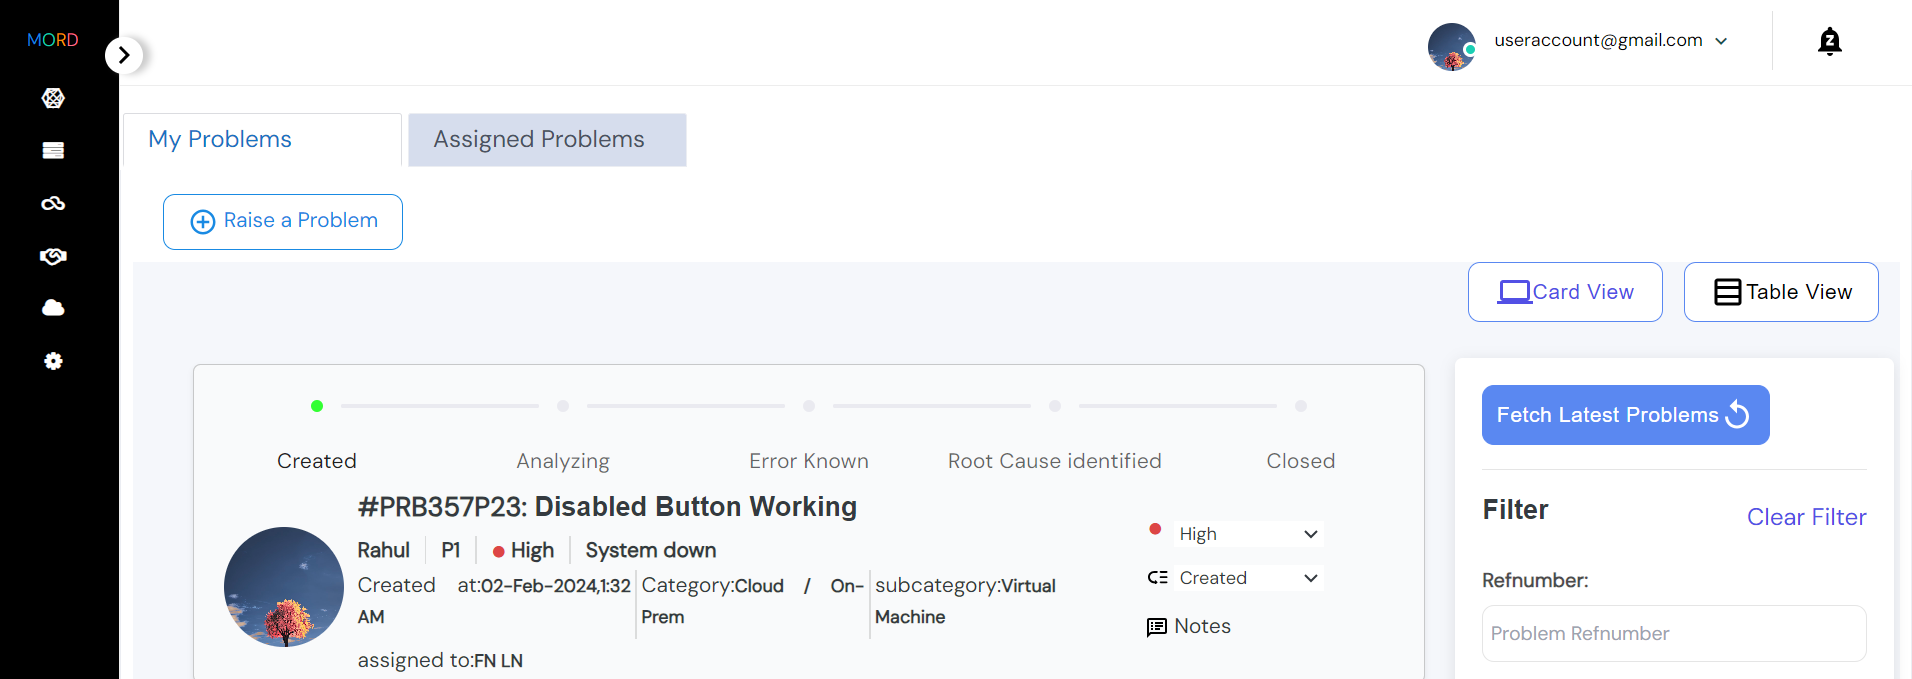 MORD
useraccount@gmail.com
My Problems
Assigned Problems
Raise a Problem
Card View
Table View
Created
Analyzing
Error Known
Root Cause identified
Closed
#PRB357P23: Disabled Button Working
Rahul P1 High System down
Created at:02-Feb-2024,1:32 AM
Category:Cloud / On-Prem
subcategory:Virtual Machine
assigned to:FN LN
High
Created
Notes
Fetch Latest Problems
Filter
Clear Filter
Refnumber:
Problem Refnumber